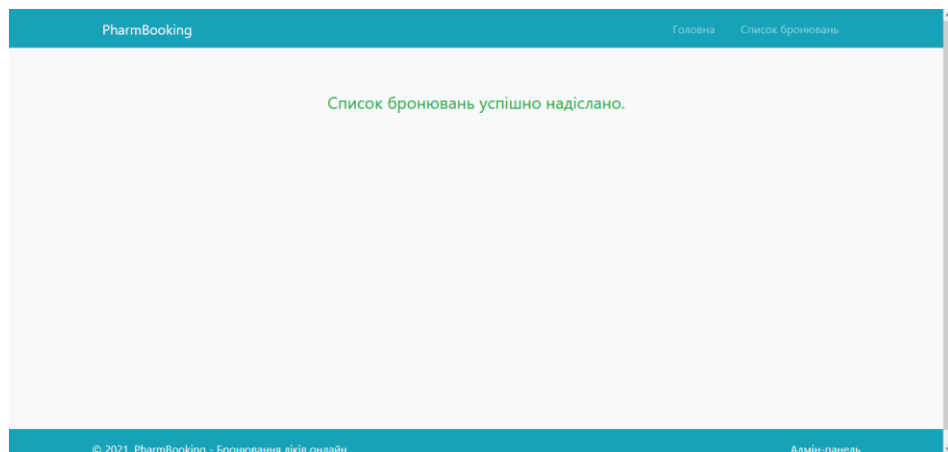 PharmBooking
Головна Список бронювань
Список бронювань успішно надіслано.
© 2021, PharmBooking - Бронювання ліків онлайн
Адмін-панель